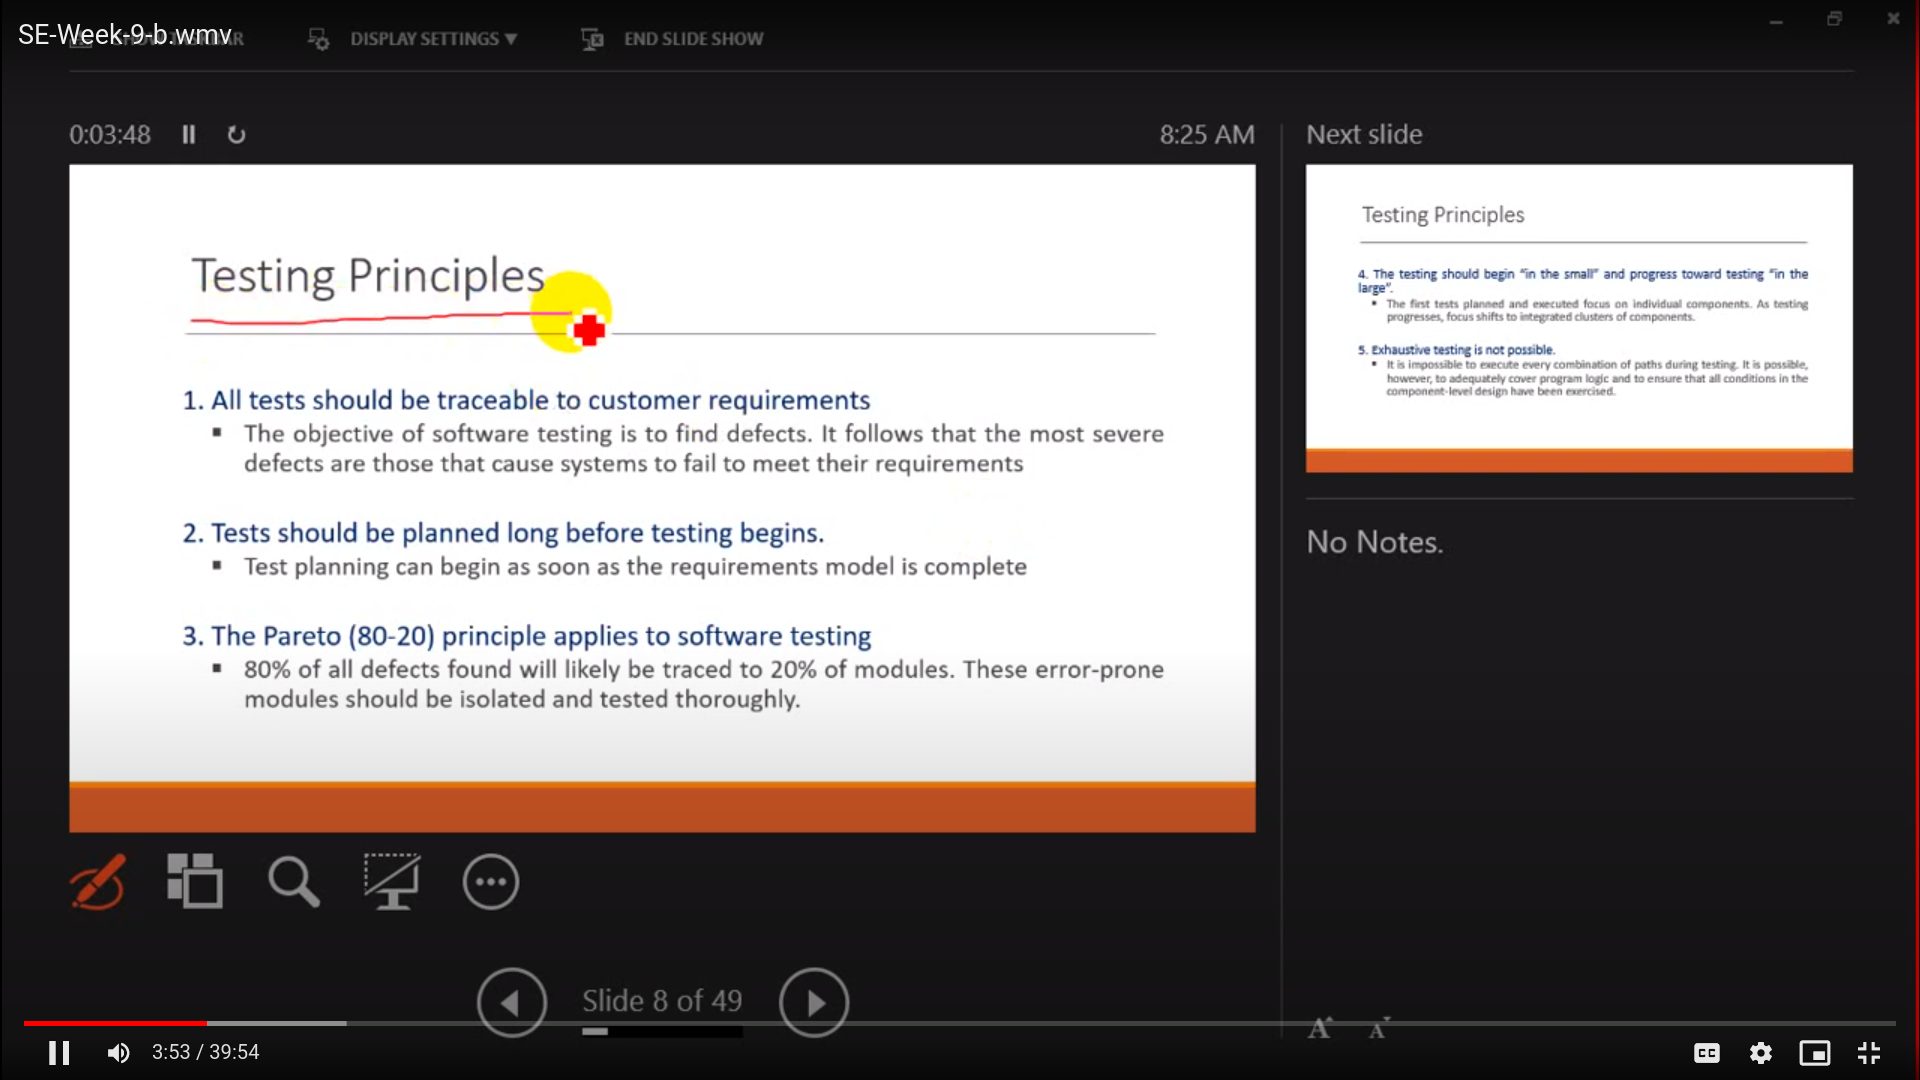 SE-Week-9-b.wmv
DISPLAY SETTINGS ▼
END SLIDE SHOW
0:03:48
8:25 AM
Testing Principles
1. All tests should be traceable to customer requirements
▪ The objective of software testing is to find defects. It follows that the most severe
defects are those that cause systems to fail to meet their requirements
2. Tests should be planned long before testing begins.
▪ Test planning can begin as soon as the requirements model is complete
3. The Pareto (80-20) principle applies to software testing
▪ 80% of all defects found will likely be traced to 20% of modules. These error-prone
modules should be isolated and tested thoroughly.
Next slide
Testing Principles
4. The testing should begin “in the small” and progress toward testing “in the
large”.
▪ The first tests planned and executed focus on individual components. As testing
progresses, focus shifts to integrated clusters of components.
5. Exhaustive testing is not possible.
▪ It is impossible to execute every combination of paths during testing. It is possible,
however, to adequately cover program logic and to ensure that all conditions in the
component-level design have been exercised.
No Notes.
Slide 8 of 49
A A
3:53 / 39:54
CC